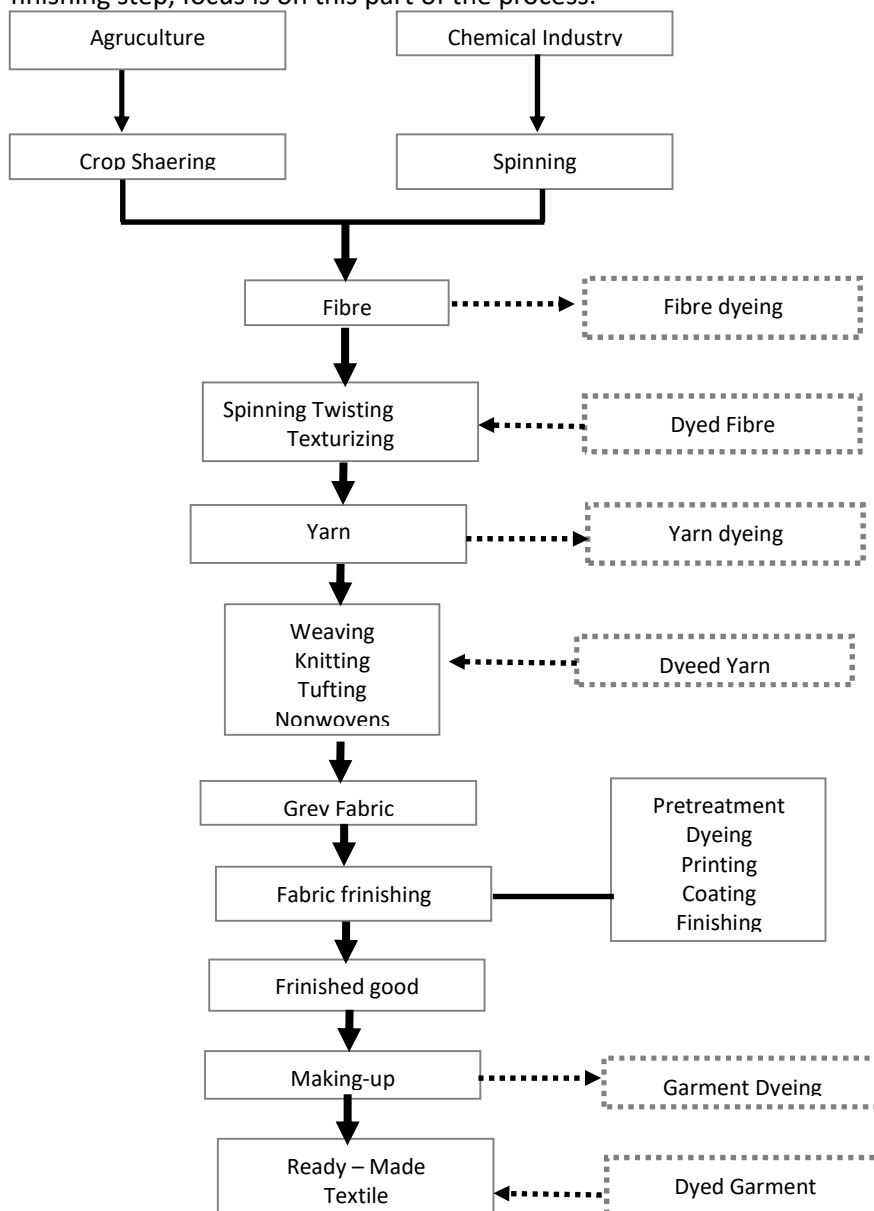 finishing step, focus is on this part of the process.
Agruculture
Chemical Industry
Crop Shaering
Spinning
Fibre
Fibre dyeing
Spinning Twisting
Texturizing
Dyed Fibre
Yarn
Yarn dyeing
Weaving
Knitting
Tufting
Nonwovens
Dyeed Yarn
Grey Fabric
Pretreatment
Dyeing
Printing
Coating
Finishing
Fabric frinishing
Frinished good
Making-up
Garment Dyeing
Ready – Made
Textile
Dyed Garment